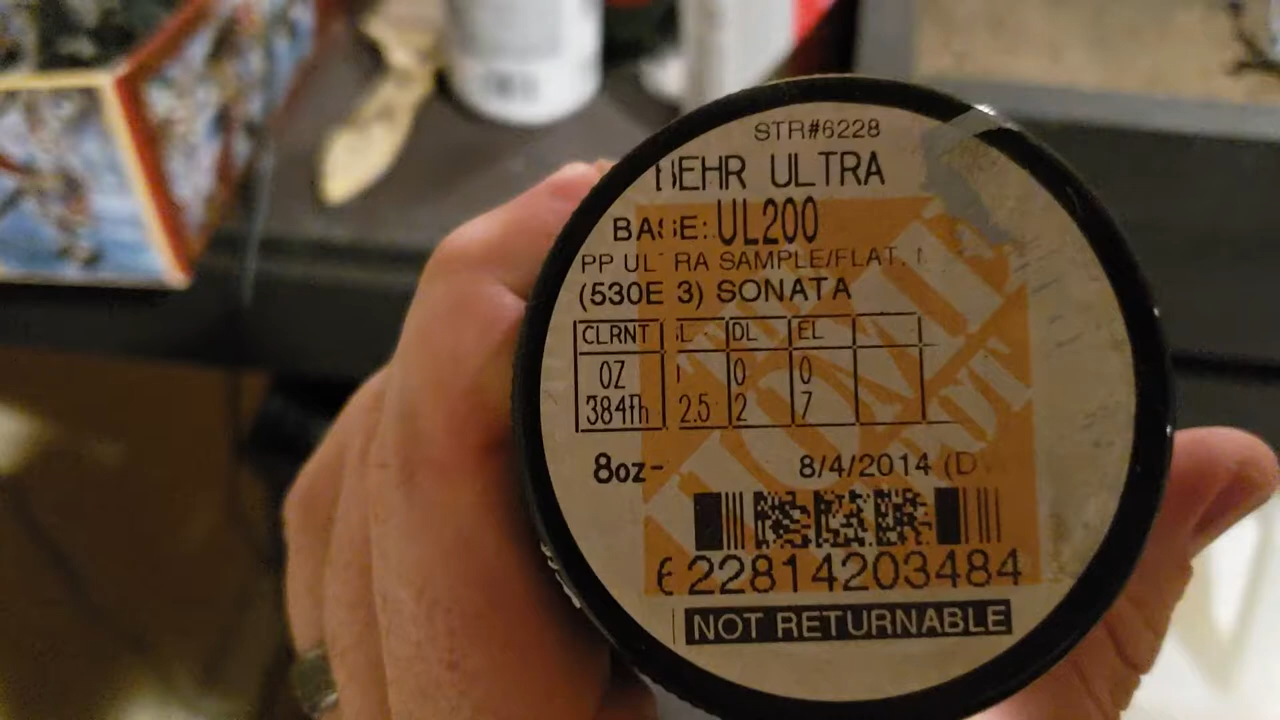 STR#6228
BEHR ULTRA
BASE: UL200
PP ULTRA SAMPLE/FLAT.
(530E 3) SONATA
CLRNT DL EL
OZ 0 0
384Th 2.5 2 7
8oz- 8/4/2014 (D
622814203484
NOT RETURNABLE